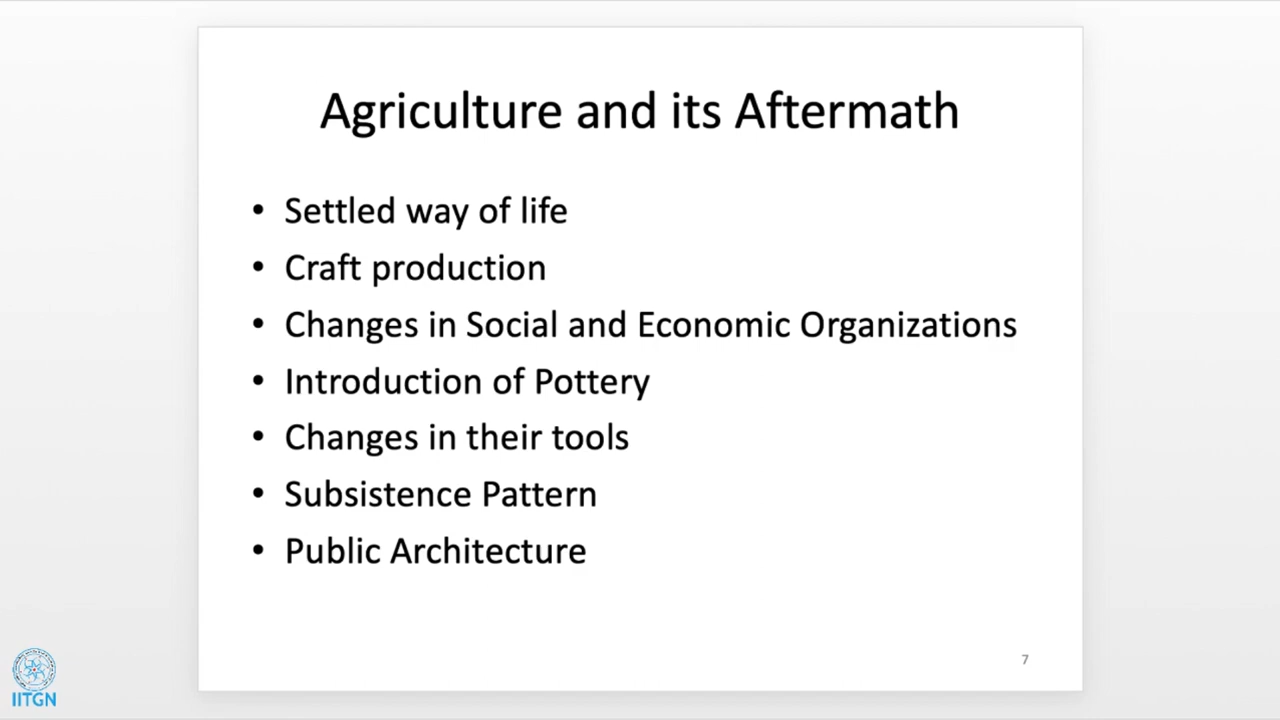 Agriculture and its Aftermath
• Settled way of life
• Craft production
• Changes in Social and Economic Organizations
• Introduction of Pottery
• Changes in their tools
• Subsistence Pattern
• Public Architecture
7
IITGN